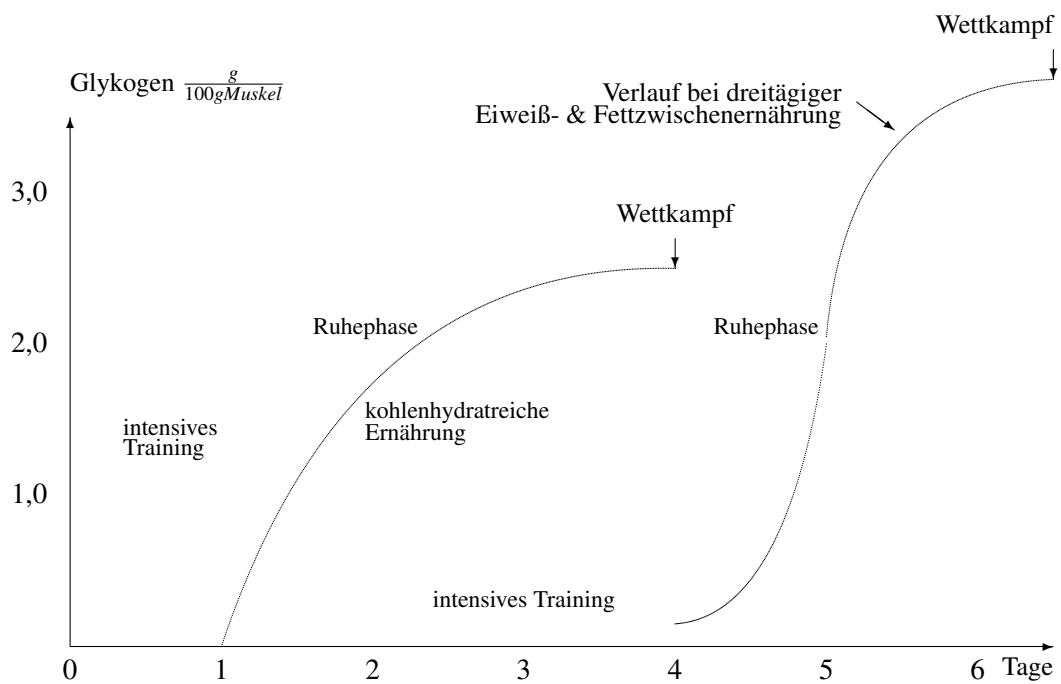 Wettkampf
Glykogen g/100gMuskel
Verlauf bei dreitägiger
Eiweiß- & Fettzwischenernährung
3,0
Wettkampf
Ruhephase
Ruhephase
2,0
kohlenhydratreiche
Ernährung
intensives
Training
1,0
intensives Training
0 1 2 3 4 5 6 Tage